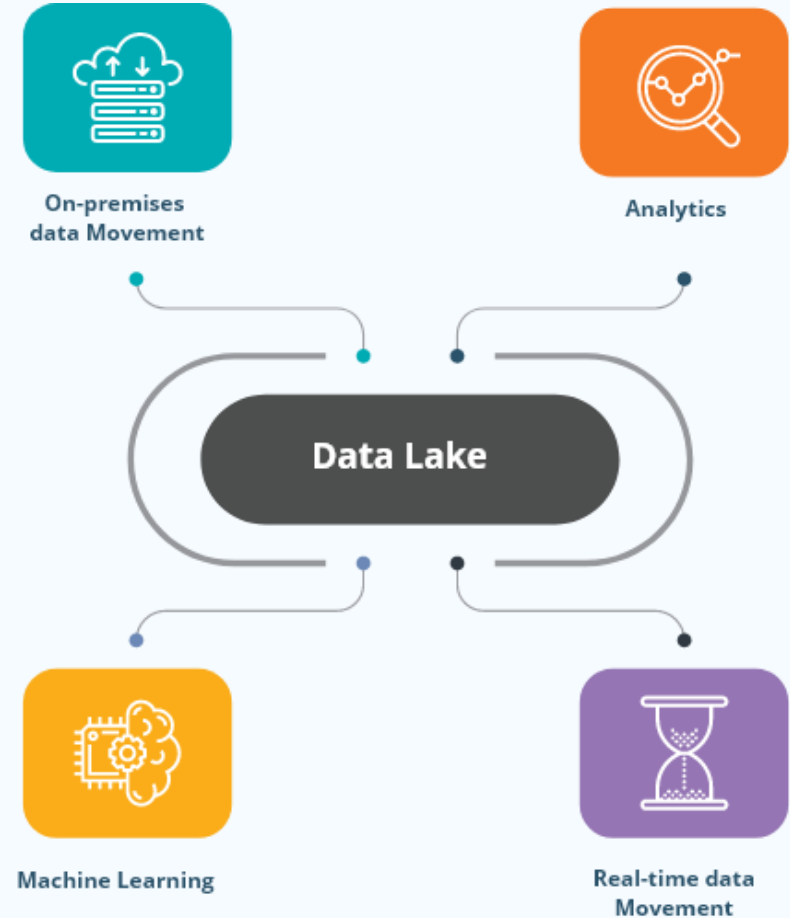 On-premises
data Movement
Analytics
Data Lake
Machine Learning
Real-time data
Movement